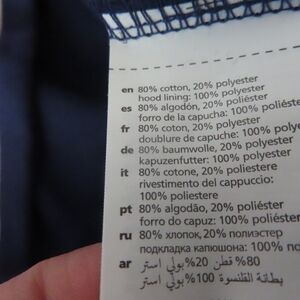 en 80% cotton, 20% polyester
hood lining: 100% polyester
es 80% algodón, 20% poliéster
forro de la capucha: 100% poliés
fr 80% coton, 20% polyester
doublure de capuche: 100% polye
de 80% baumwolle, 20% polyester
kapuzenfutter: 100% polyester
it 80% cotone, 20% poliestere
rivestimento del cappuccio:
100% poliestere
pt 80% algodão, 20% poliéster
forro do capuz: 100% poliéster
ru 80% хлопок, 20% полиэстер
подкладка капюшона: 100% по
ar 80% قطن 20% بولي استر
بطانة القلنسوة 100% بولي استر